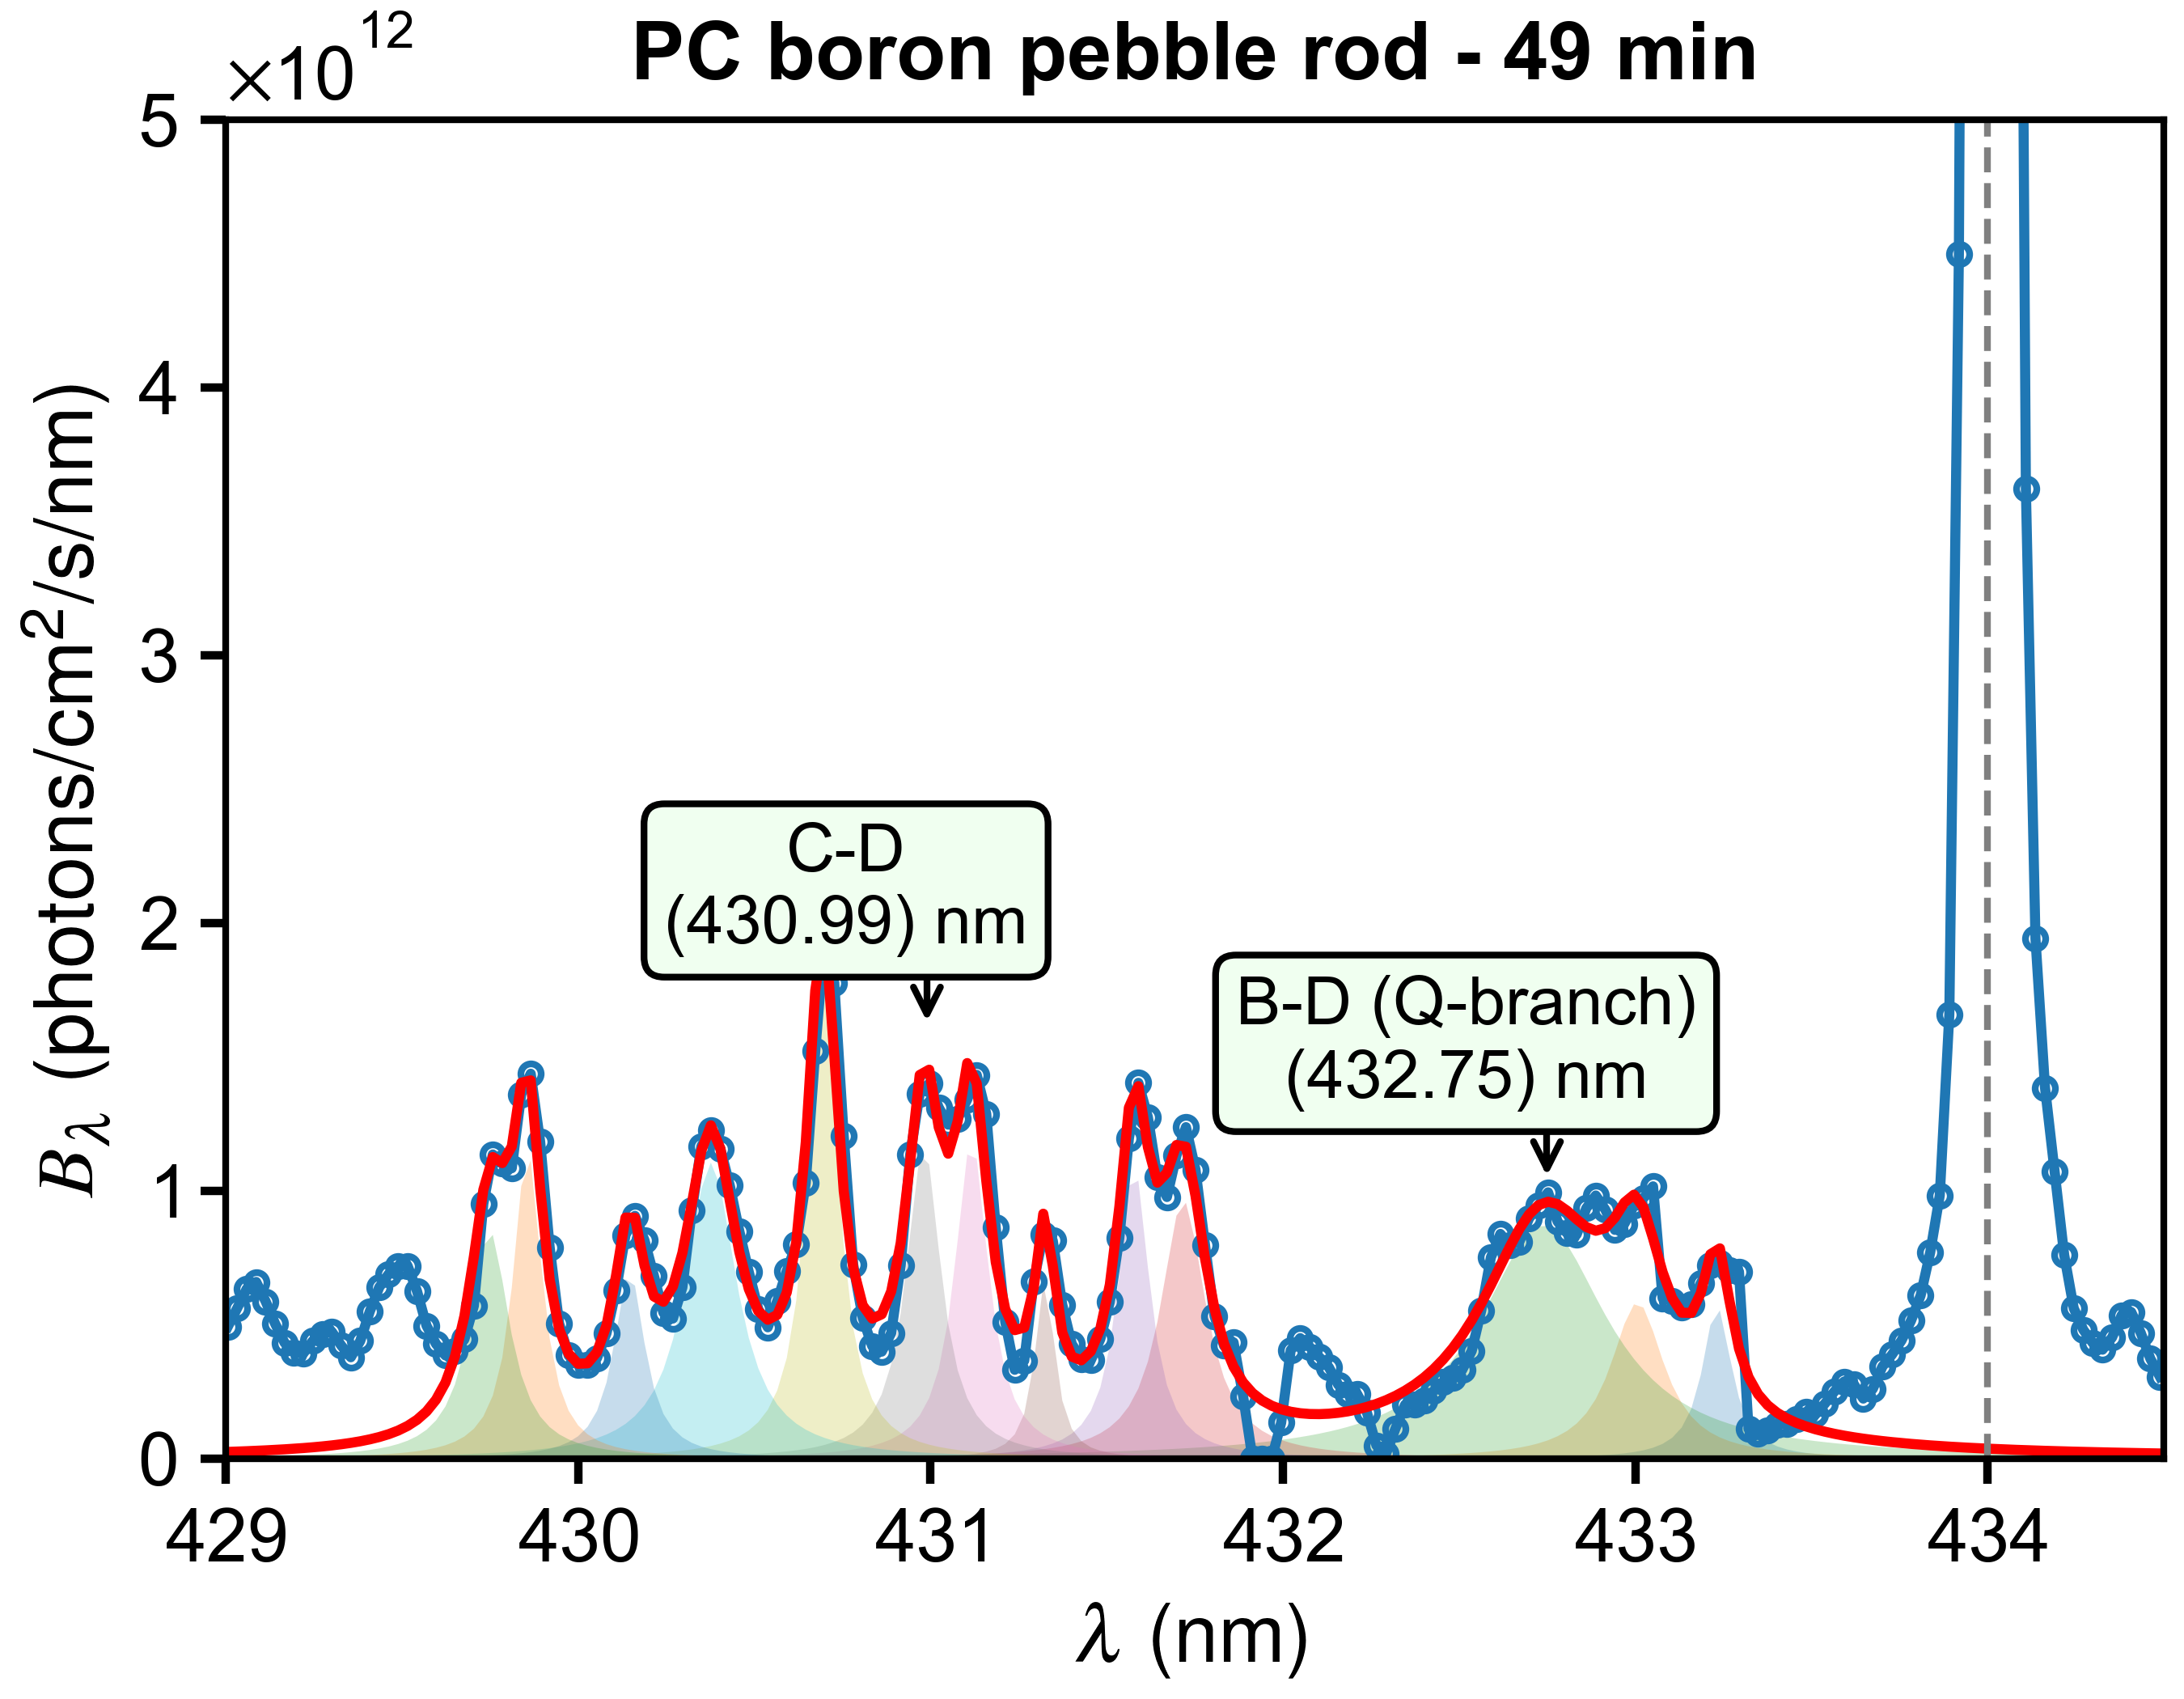 ×10^12
PC boron pebble rod - 49 min
5
4
3
2
1
0
B_λ (photons/cm²/s/nm)
C-D
(430.99) nm
B-D (Q-branch)
(432.75) nm
429 430 431 432 433 434
λ (nm)